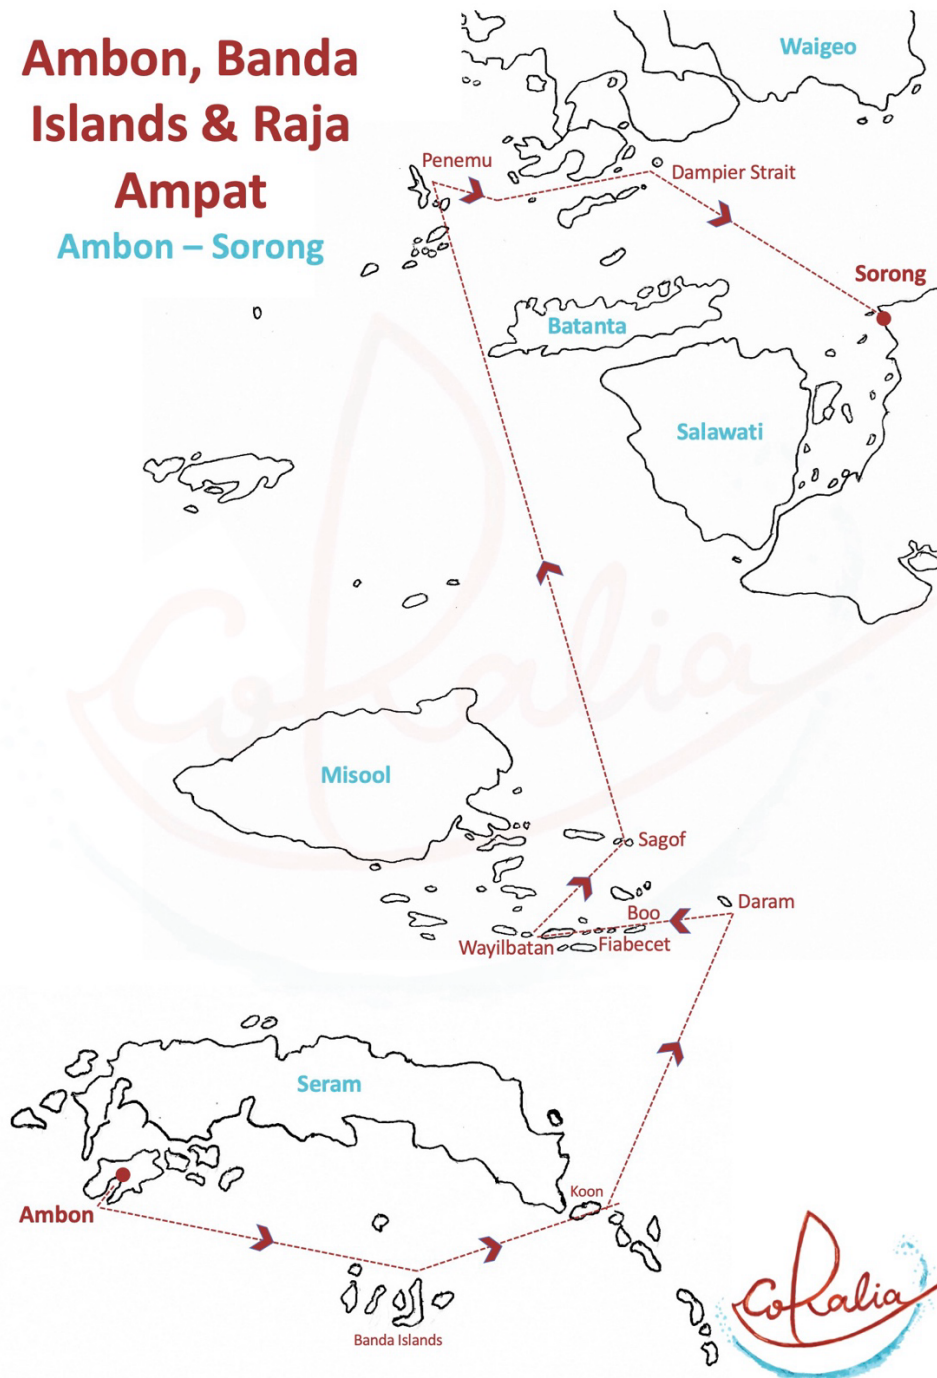 Ambon, Banda
Islands & Raja
Ampat
Ambon – Sorong
Waigeo
Penemu
Dampier Strait
Sorong
Batanta
Salawati
Misool
Sagof
Daram
Boo
Wayilbatan
Fiabecet
Seram
Koon
Ambon
Banda Islands
CoRalia
CoRalia